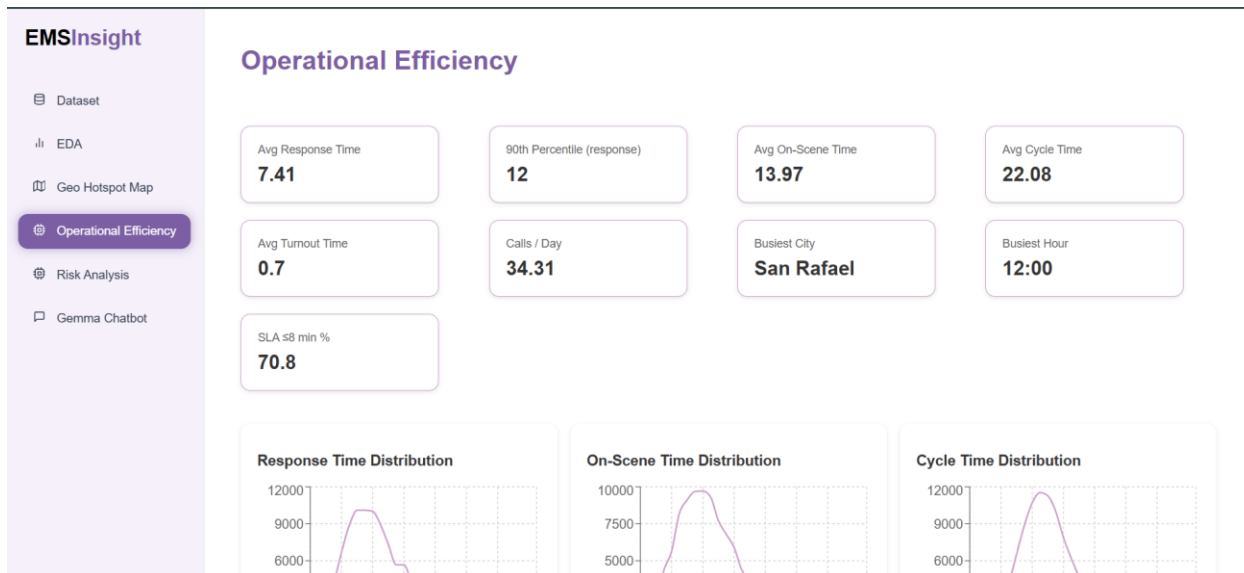 EMSInsight
Dataset
EDA
Geo Hotspot Map
Operational Efficiency
Risk Analysis
Gemma Chatbot
Operational Efficiency
Avg Response Time
7.41
90th Percentile (response)
12
Avg On-Scene Time
13.97
Avg Cycle Time
22.08
Avg Turnout Time
0.7
Calls / Day
34.31
Busiest City
San Rafael
Busiest Hour
12:00
SLA ≤8 min %
70.8
Response Time Distribution
12000
9000
6000
On-Scene Time Distribution
10000
7500
5000
Cycle Time Distribution
12000
9000
6000